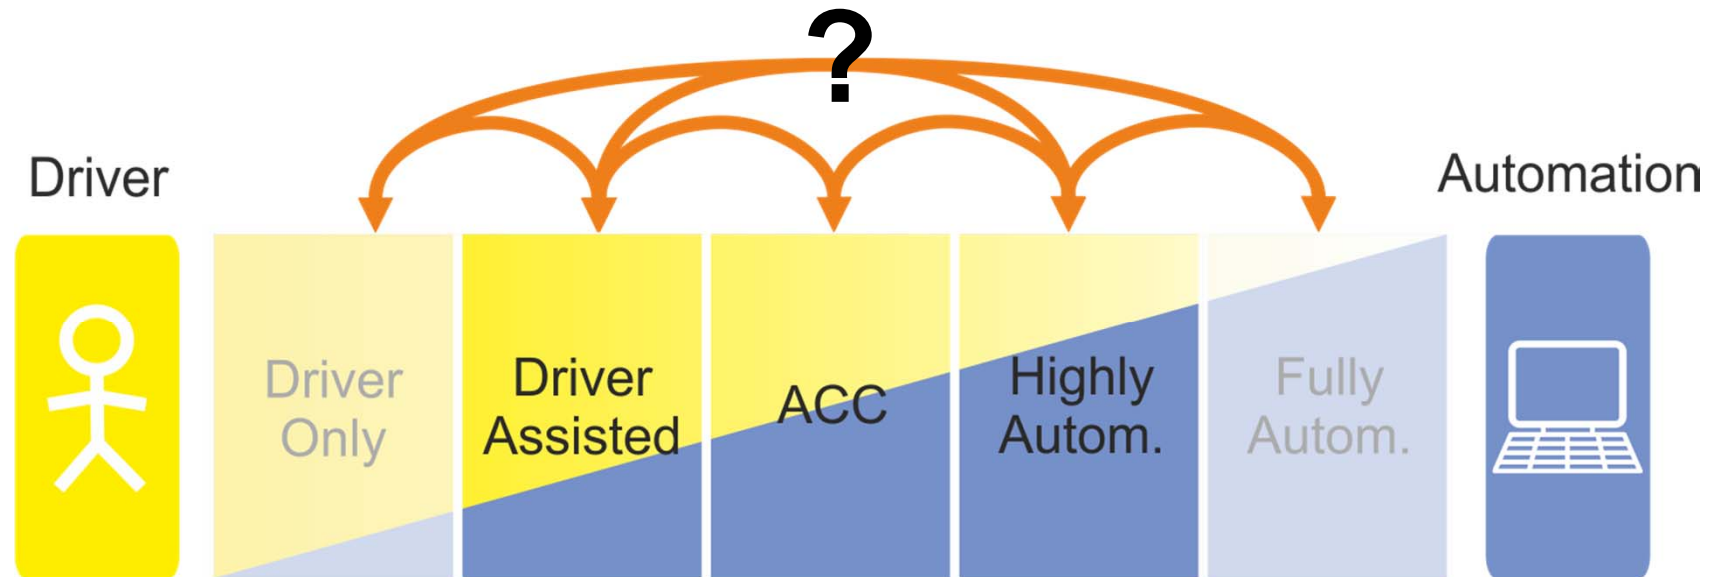 ?
Driver
Automation
Driver
Only
Driver
Assisted
ACC
Highly
Autom.
Fully
Autom.